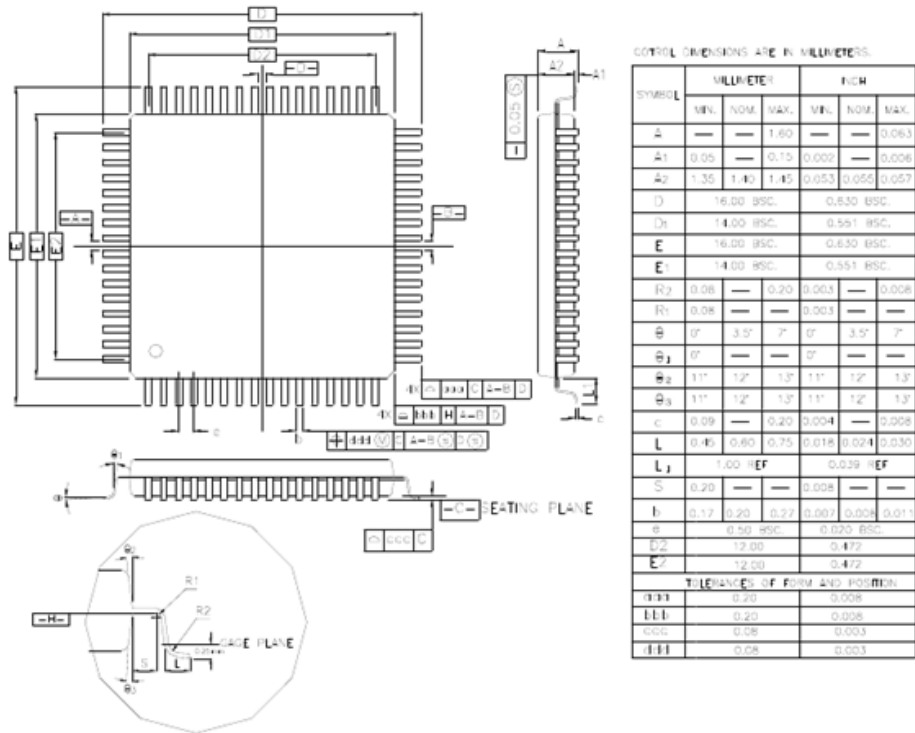 D
D1
D2
-D-
A
A2
A1
0.05 S
E
E1
E2
-A-
-B-
4X aaa C A-B D
4X bbb H A-B D
ddd M C A-B S D S
e
b
L1
c
θ1
θ
-C- SEATING PLANE
ccc C
θ2
R1
R2
-H-
GAGE PLANE
0.25mm
S
L
θ3
COTROL DIMENSIONS ARE IN MILLIMETERS.
SYMBOL MILLIMETER INCH
MIN. NOM. MAX. MIN. NOM. MAX.
A — — 1.60 — — 0.063
A1 0.05 — 0.15 0.002 — 0.006
A2 1.35 1.40 1.45 0.053 0.055 0.057
D 16.00 BSC. 0.630 BSC.
D1 14.00 BSC. 0.551 BSC.
E 16.00 BSC. 0.630 BSC.
E1 14.00 BSC. 0.551 BSC.
R2 0.08 — 0.20 0.003 — 0.008
R1 0.08 — — 0.003 — —
θ 0° 3.5° 7° 0° 3.5° 7°
θ1 0° — — 0° — —
θ2 11° 12° 13° 11° 12° 13°
θ3 11° 12° 13° 11° 12° 13°
c 0.09 — 0.20 0.004 — 0.008
L 0.45 0.60 0.75 0.018 0.024 0.030
L1 1.00 REF 0.039 REF
S 0.20 — — 0.008 — —
b 0.17 0.20 0.27 0.007 0.008 0.011
e 0.50 BSC. 0.020 BSC.
D2 12.00 0.472
E2 12.00 0.472
TOLERANCES OF FORM AND POSITION
aaa 0.20 0.008
bbb 0.20 0.008
ccc 0.08 0.003
ddd 0.08 0.003